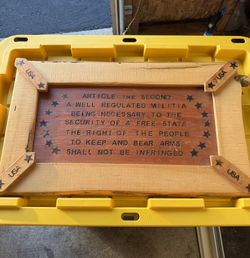 USA
USA
ARTICLE THE SECOND
A WELL REGULATED MILITIA
BEING NECESSARY TO THE
SECURITY OF A FREE STATE
THE RIGHT OF THE PEOPLE
TO KEEP AND BEAR ARMS
SHALL NOT BE INFRINGED
USA
USA